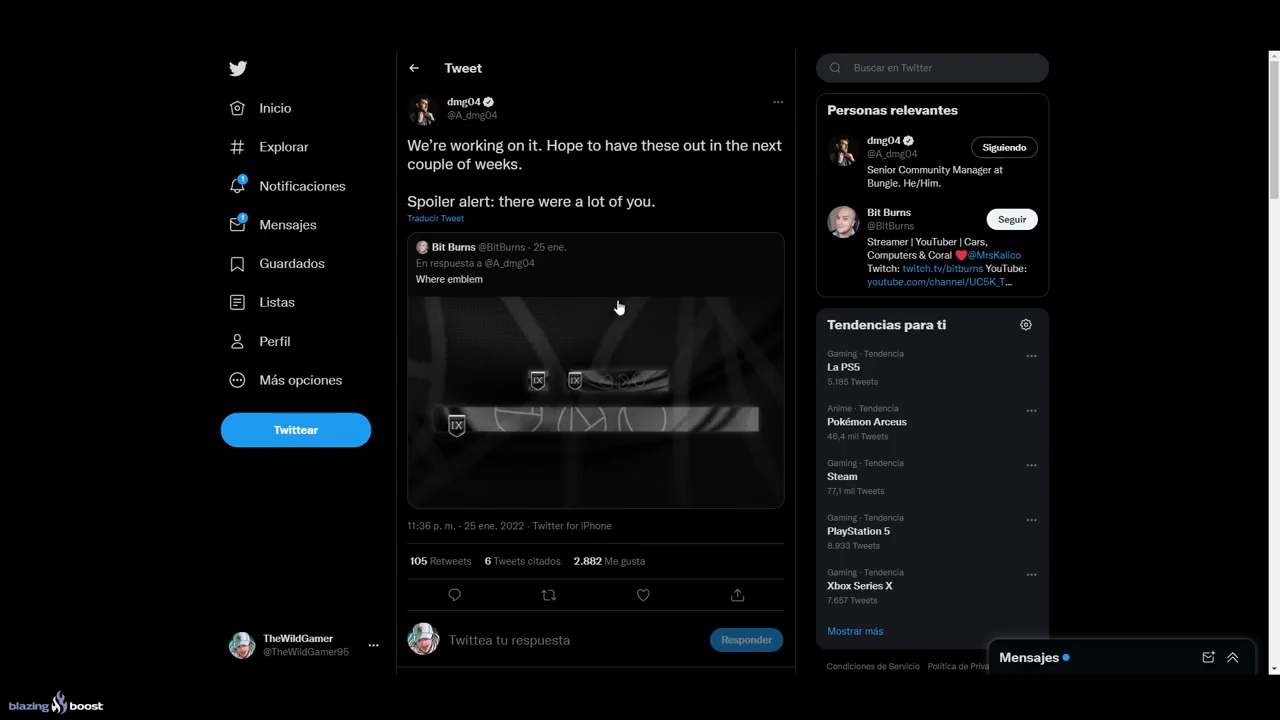 Tweet
Buscar en Twitter
Inicio
Explorar
1
Notificaciones
1
Mensajes
Guardados
Listas
Perfil
Más opciones
Twittear
TheWildGamer
@TheWildGamer95
dmg04
@A_dmg04
We're working on it. Hope to have these out in the next
couple of weeks.
Spoiler alert: there were a lot of you.
Traducir Tweet
Bit Burns @BitBurns · 25 ene.
En respuesta a @A_dmg04
Where emblem
IX IX
IX
11:36 p. m. · 25 ene. 2022 · Twitter for iPhone
105 Retweets 6 Tweets citados 2.882 Me gusta
Twittea tu respuesta
Responder
Personas relevantes
dmg04
@A_dmg04
Siguiendo
Senior Community Manager at
Bungie. He/Him.
Bit Burns
@BitBurns
Seguir
Streamer | YouTuber | Cars,
Computers & Coral ❤️@MrsKalico
Twitch: twitch.tv/bitburns YouTube:
youtube.com/channel/UC5K_T…
Tendencias para ti
Gaming · Tendencia
La PS5
5.185 Tweets
Anime · Tendencia
Pokémon Arceus
46,4 mil Tweets
Gaming · Tendencia
Steam
77,1 mil Tweets
Gaming · Tendencia
PlayStation 5
8.933 Tweets
Gaming · Tendencia
Xbox Series X
7.657 Tweets
Mostrar más
Condiciones de Servicio Política de Priva
Mensajes
blazing boost